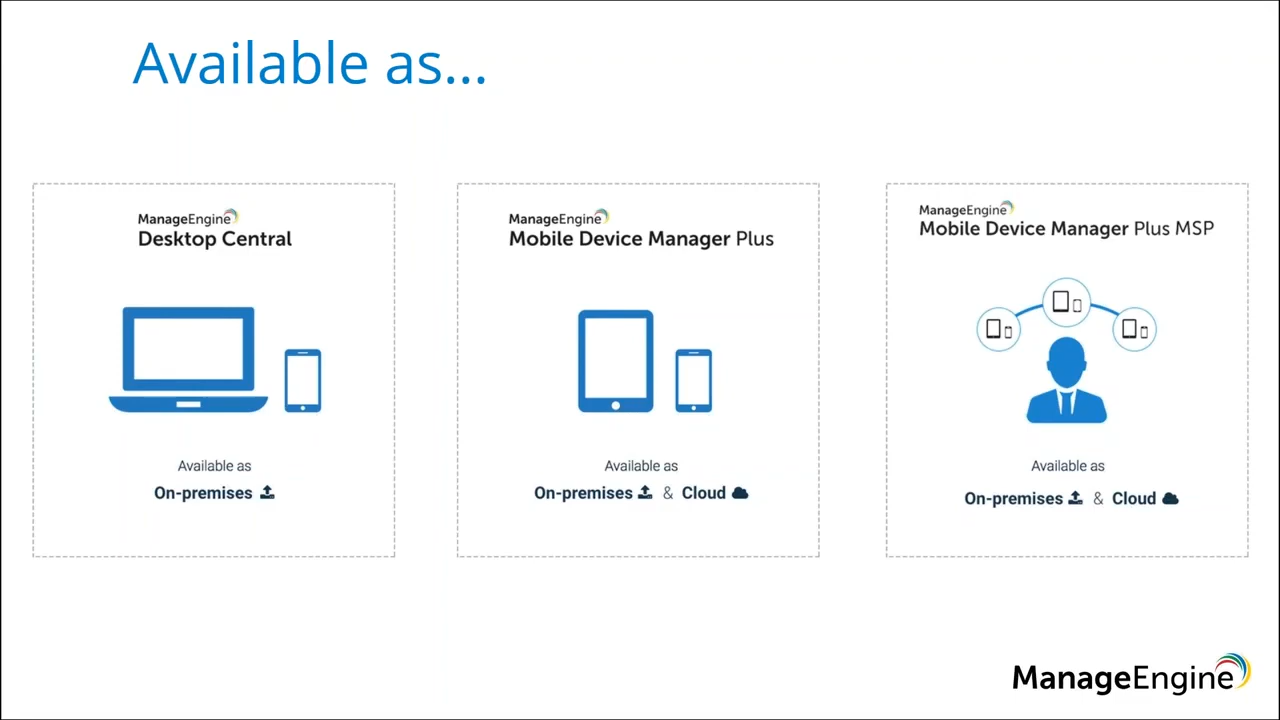 Available as...
ManageEngine
Desktop Central
Available as
On-premises
ManageEngine
Mobile Device Manager Plus
Available as
On-premises & Cloud
ManageEngine
Mobile Device Manager Plus MSP
Available as
On-premises & Cloud
ManageEngine